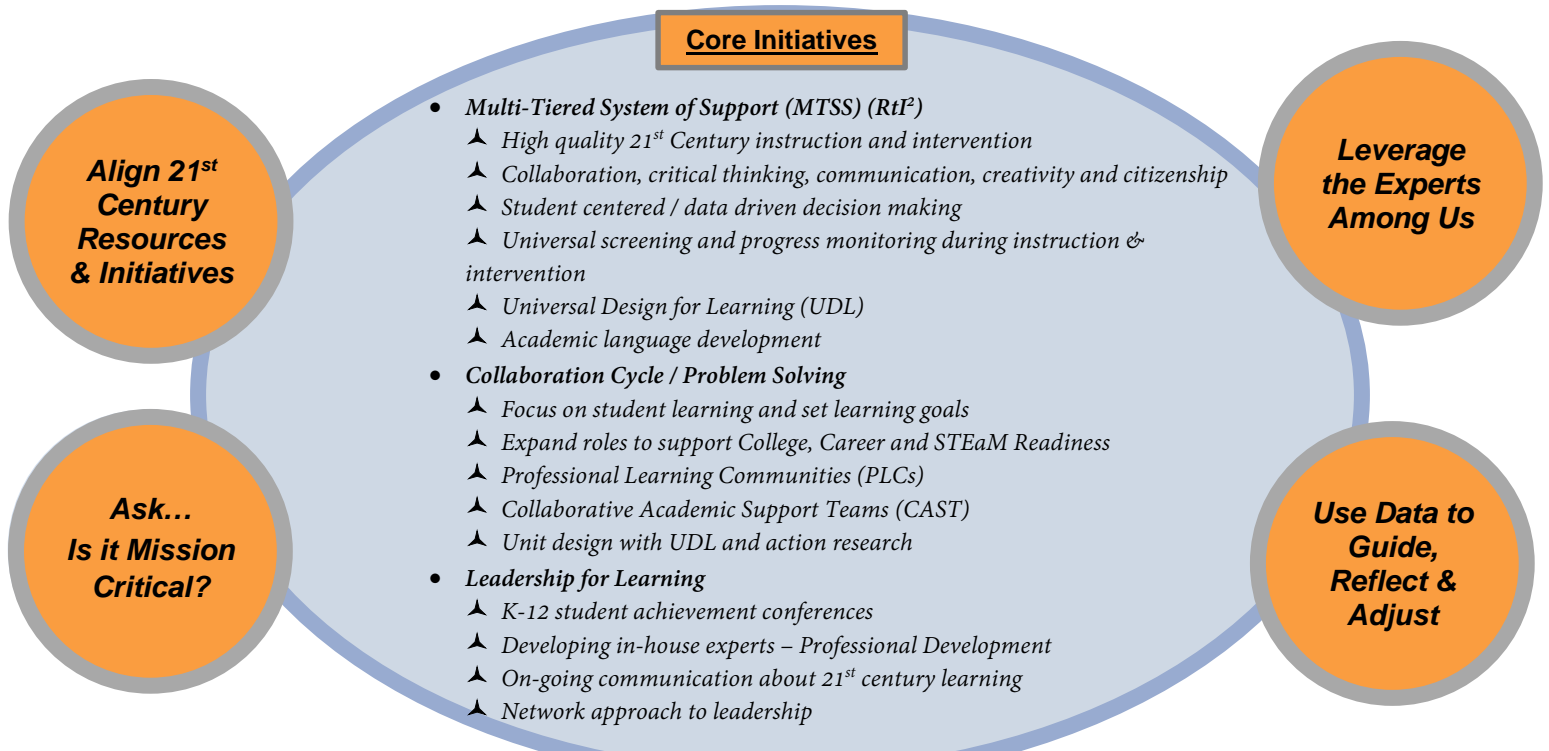 Core Initiatives
Align 21st
Century
Resources
& Initiatives
Ask…
Is it Mission
Critical?
• Multi-Tiered System of Support (MTSS) (RtI²)
High quality 21st Century instruction and intervention
Collaboration, critical thinking, communication, creativity and citizenship
Student centered / data driven decision making
Universal screening and progress monitoring during instruction &
intervention
Universal Design for Learning (UDL)
Academic language development
• Collaboration Cycle / Problem Solving
Focus on student learning and set learning goals
Expand roles to support College, Career and STEaM Readiness
Professional Learning Communities (PLCs)
Collaborative Academic Support Teams (CAST)
Unit design with UDL and action research
• Leadership for Learning
K-12 student achievement conferences
Developing in-house experts – Professional Development
On-going communication about 21st century learning
Network approach to leadership
Leverage
the Experts
Among Us
Use Data to
Guide,
Reflect &
Adjust